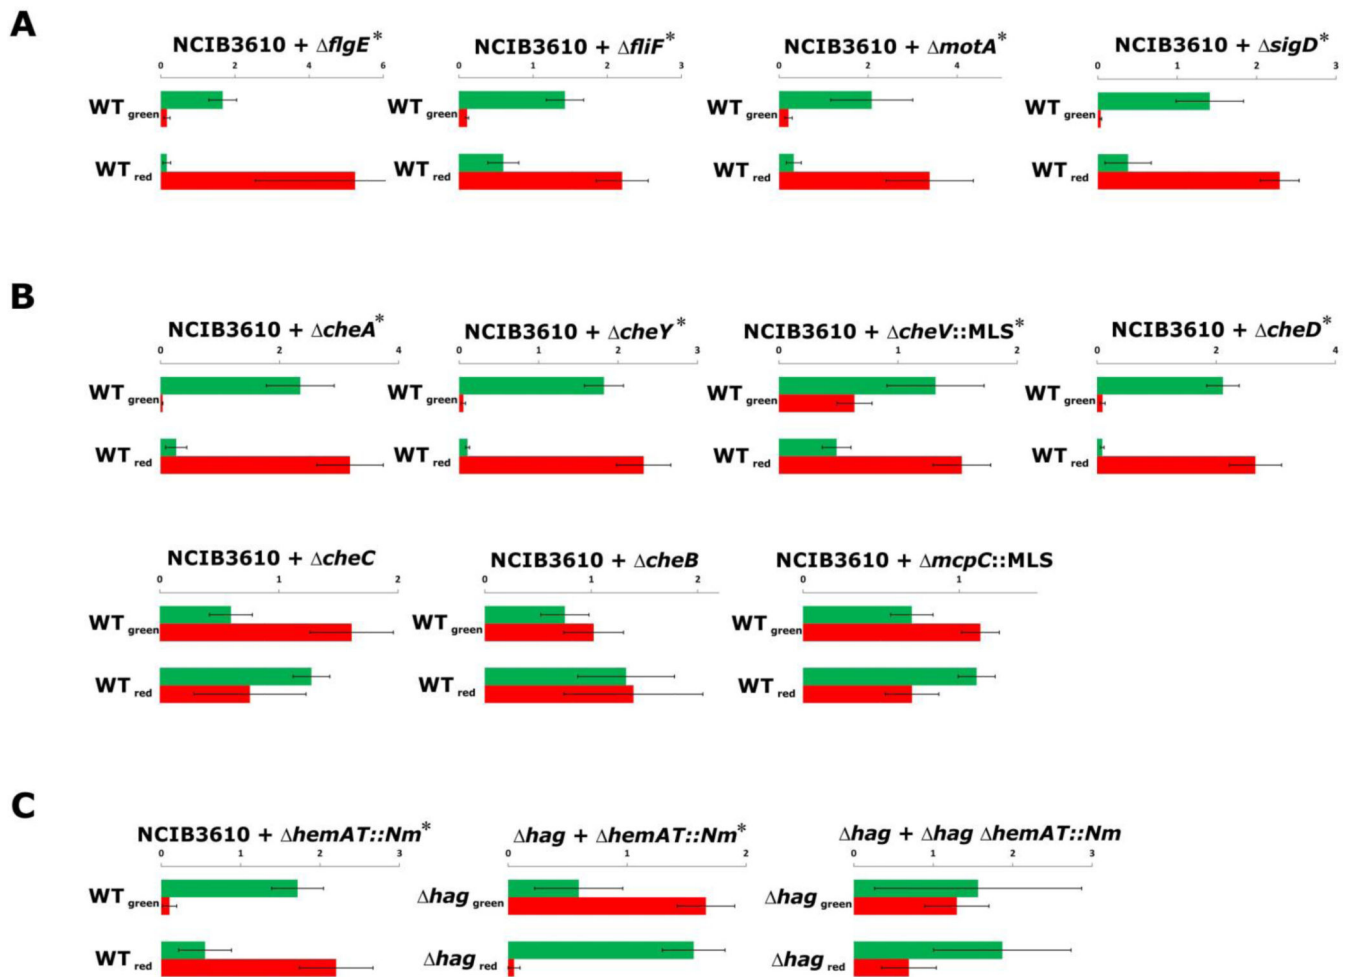 A
NCIB3610 + ΔflgE*
NCIB3610 + ΔfliF*
NCIB3610 + ΔmotA*
NCIB3610 + ΔsigD*
0 2 4 6
0 1 2 3
0 2 4
0 1 2 3
WT green
WT green
WT green
WT green
WT red
WT red
WT red
WT red
B
NCIB3610 + ΔcheA*
NCIB3610 + ΔcheY*
NCIB3610 + ΔcheV::MLS*
NCIB3610 + ΔcheD*
0 2 4
0 1 2 3
0 1 2
0 2 4
WT green
WT green
WT green
WT green
WT red
WT red
WT red
WT red
NCIB3610 + ΔcheC
NCIB3610 + ΔcheB
NCIB3610 + ΔmcpC::MLS
0 1 2
0 1 2
0 1
WT green
WT green
WT green
WT red
WT red
WT red
C
NCIB3610 + ΔhemAT::Nm*
Δhag + ΔhemAT::Nm*
Δhag + Δhag ΔhemAT::Nm
0 1 2 3
0 1 2
0 1 2 3
WT green
Δhag green
Δhag green
WT red
Δhag red
Δhag red